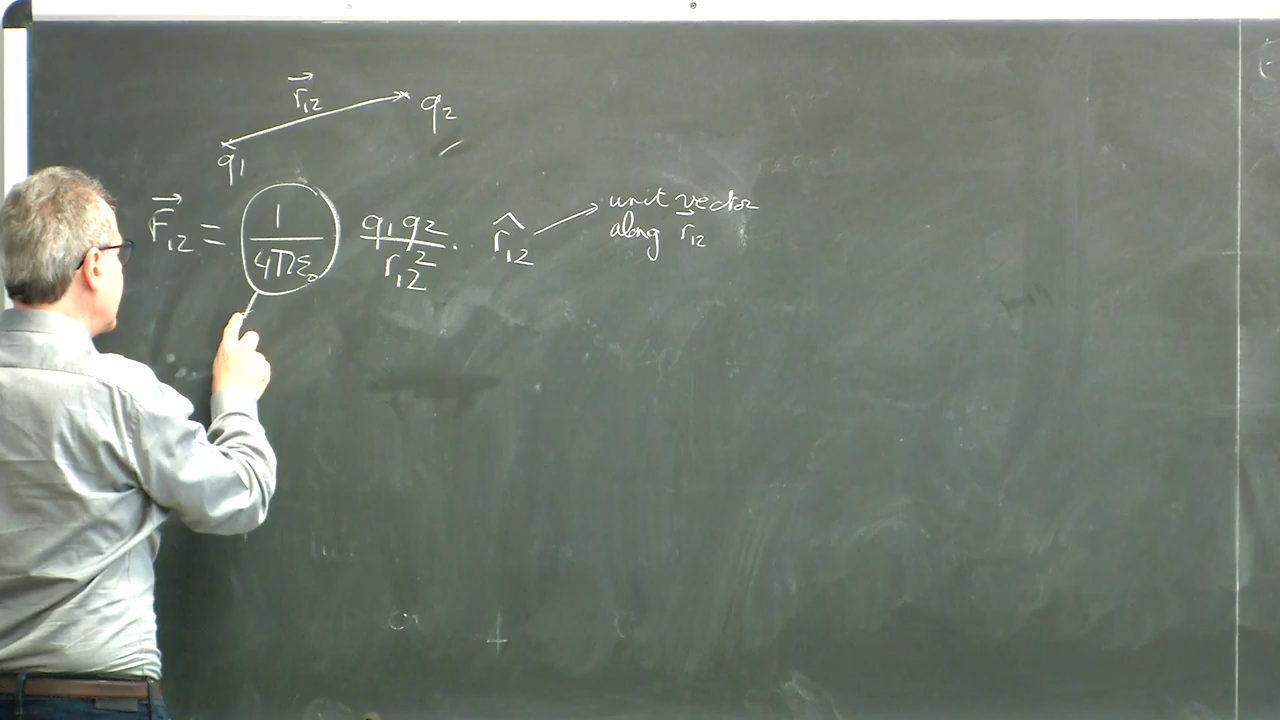 →r₁₂
q₂
q₁
→F₁₂ = 1/4πε₀ q₁q₂/r₁₂² · r̂₁₂ → unit vector
along r₁₂